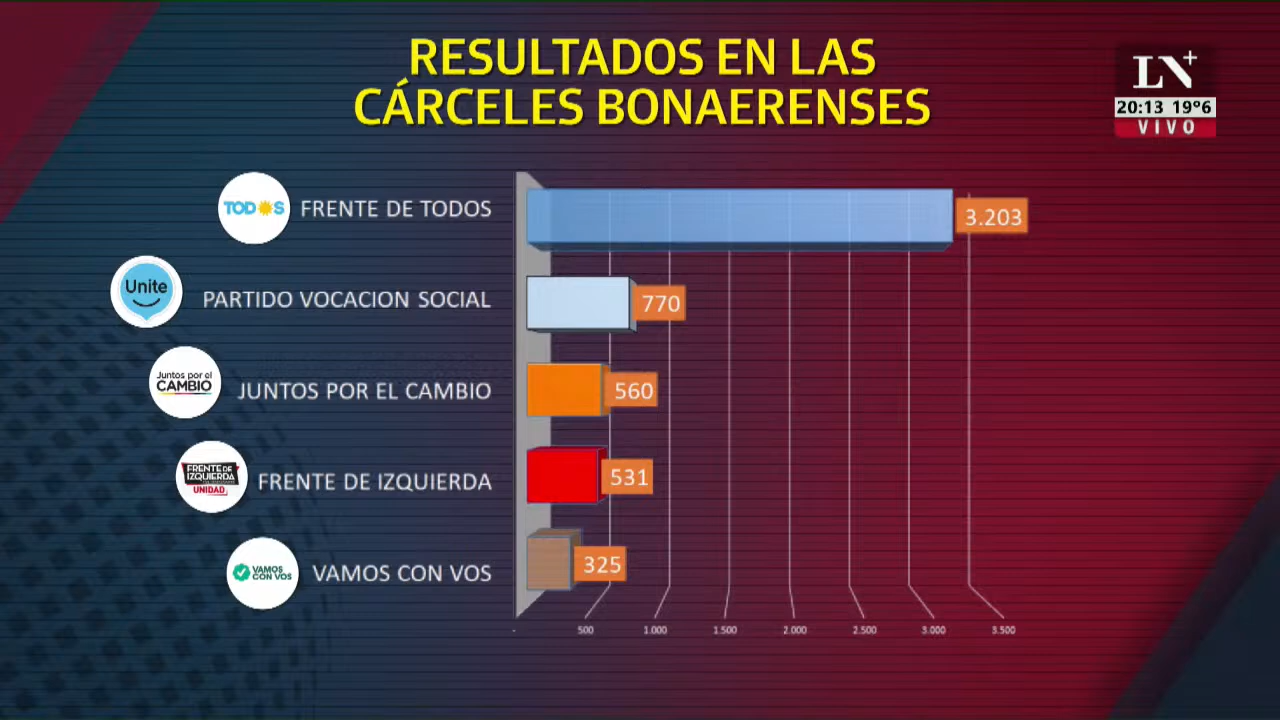 RESULTADOS EN LAS
CÁRCELES BONAERENSES
LN+
20:13 19°6
VIVO
TODOS
FRENTE DE TODOS
3.203
Unite
PARTIDO VOCACION SOCIAL
770
Juntos por el
CAMBIO
JUNTOS POR EL CAMBIO
560
FRENTE DE
IZQUIERDA
UNIDAD
FRENTE DE IZQUIERDA
531
VAMOS
CON VOS
VAMOS CON VOS
325
- 500 1.000 1.500 2.000 2.500 3.000 3.500